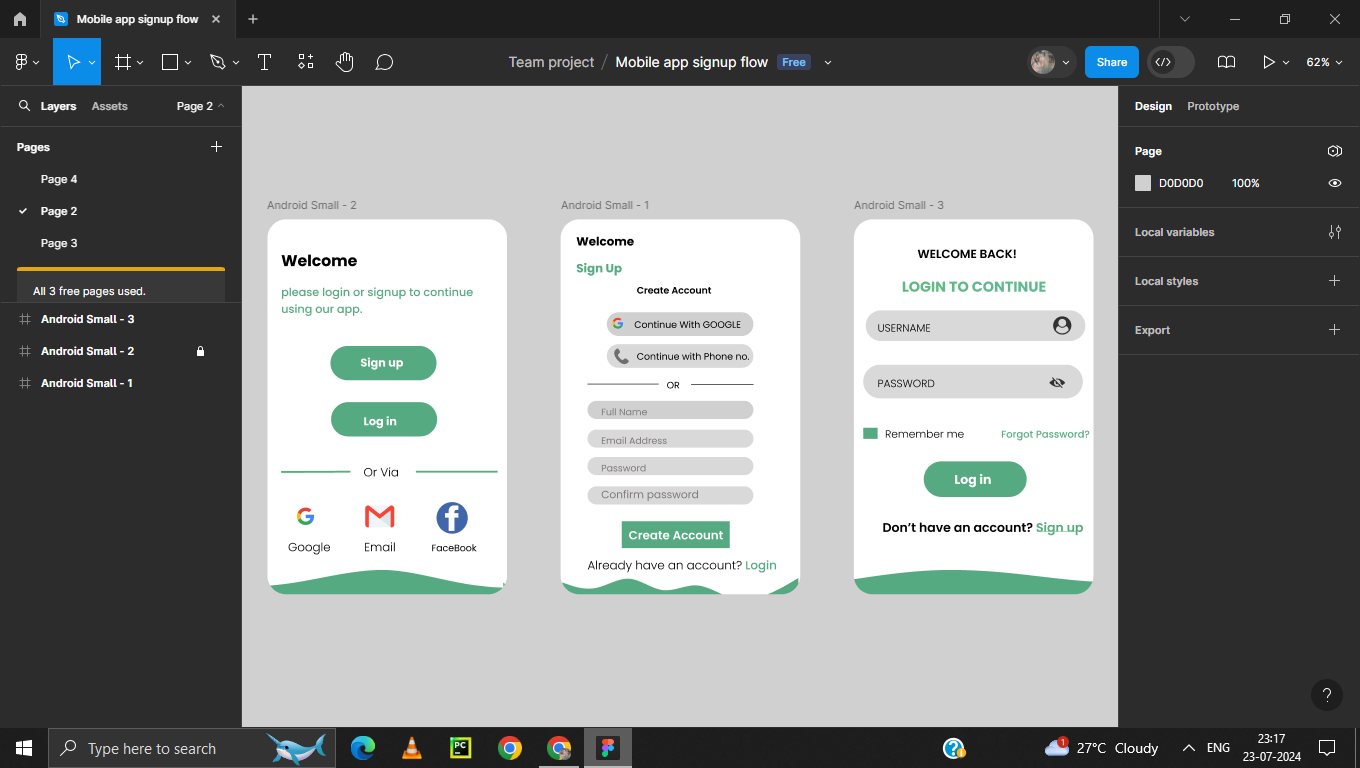 Mobile app signup flow
Team project / Mobile app signup flow Free
Share
62%
Layers Assets Page 2
Pages
Page 4
Page 2
Page 3
All 3 free pages used.
Android Small - 3
Android Small - 2
Android Small - 1
Android Small - 2
Welcome
please login or signup to continue
using our app.
Sign up
Log in
Or Via
Google Email FaceBook
Android Small - 1
Welcome
Sign Up
Create Account
Continue With GOOGLE
Continue with Phone no.
OR
Full Name
Email Address
Password
Confirm password
Create Account
Already have an account? Login
Android Small - 3
WELCOME BACK!
LOGIN TO CONTINUE
USERNAME
PASSWORD
Remember me Forgot Password?
Log in
Don't have an account? Sign up
Design Prototype
Page
D0D0D0 100%
Local variables
Local styles
Export
?
Type here to search
PC
1
27°C Cloudy
ENG
23:17
23-07-2024